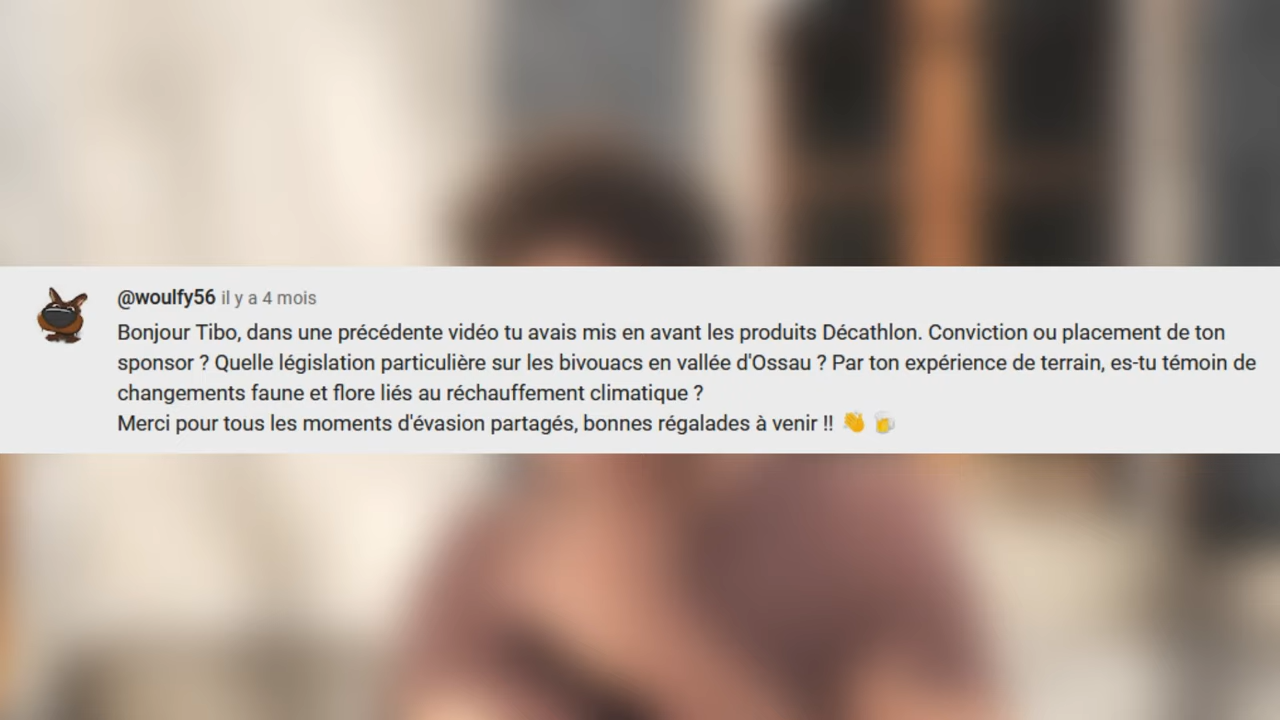 @woulfy56 il y a 4 mois
Bonjour Tibo, dans une précédente vidéo tu avais mis en avant les produits Décathlon. Conviction ou placement de ton
sponsor ? Quelle législation particulière sur les bivouacs en vallée d'Ossau ? Par ton expérience de terrain, es-tu témoin de
changements faune et flore liés au réchauffement climatique ?
Merci pour tous les moments d'évasion partagés, bonnes régalades à venir !! 👏 🍺